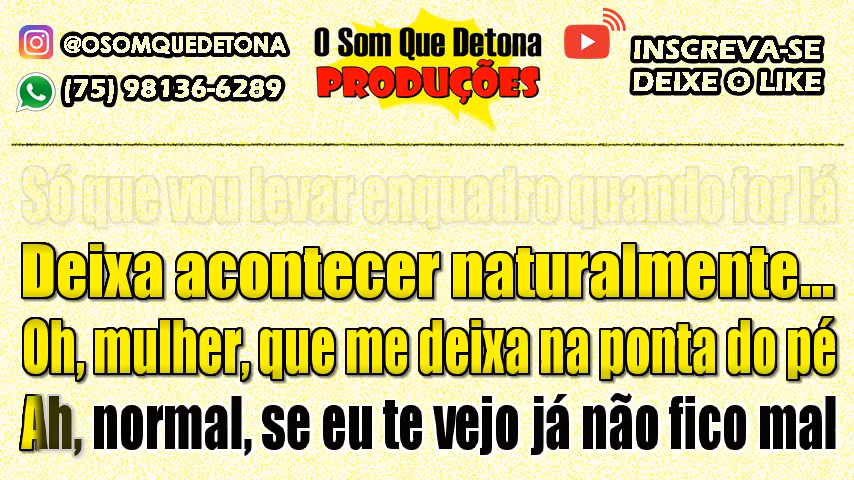 @OSOMQUEDETONA
(75) 98136-6289
O Som Que Detona
PRODUÇÕES
INSCREVA-SE
DEIXE O LIKE
Só que vou levar enquadro quando for lá
Deixa acontecer naturalmente...
Oh, mulher, que me deixa na ponta do pé
Ah, normal, se eu te vejo já não fico mal